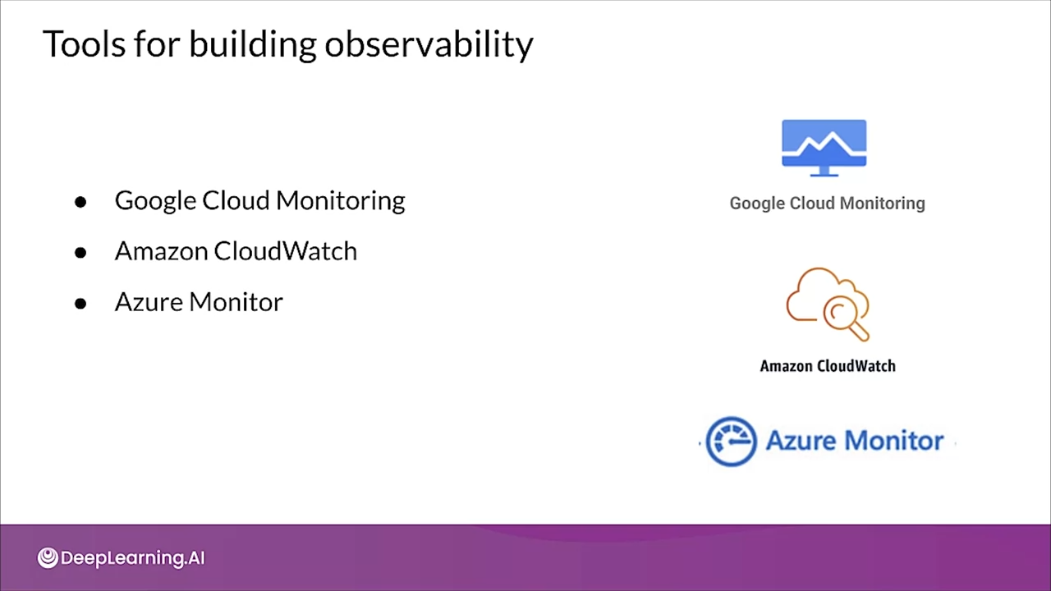 Tools for building observability
● Google Cloud Monitoring
● Amazon CloudWatch
● Azure Monitor
Google Cloud Monitoring
Amazon CloudWatch
Azure Monitor
DeepLearning.AI